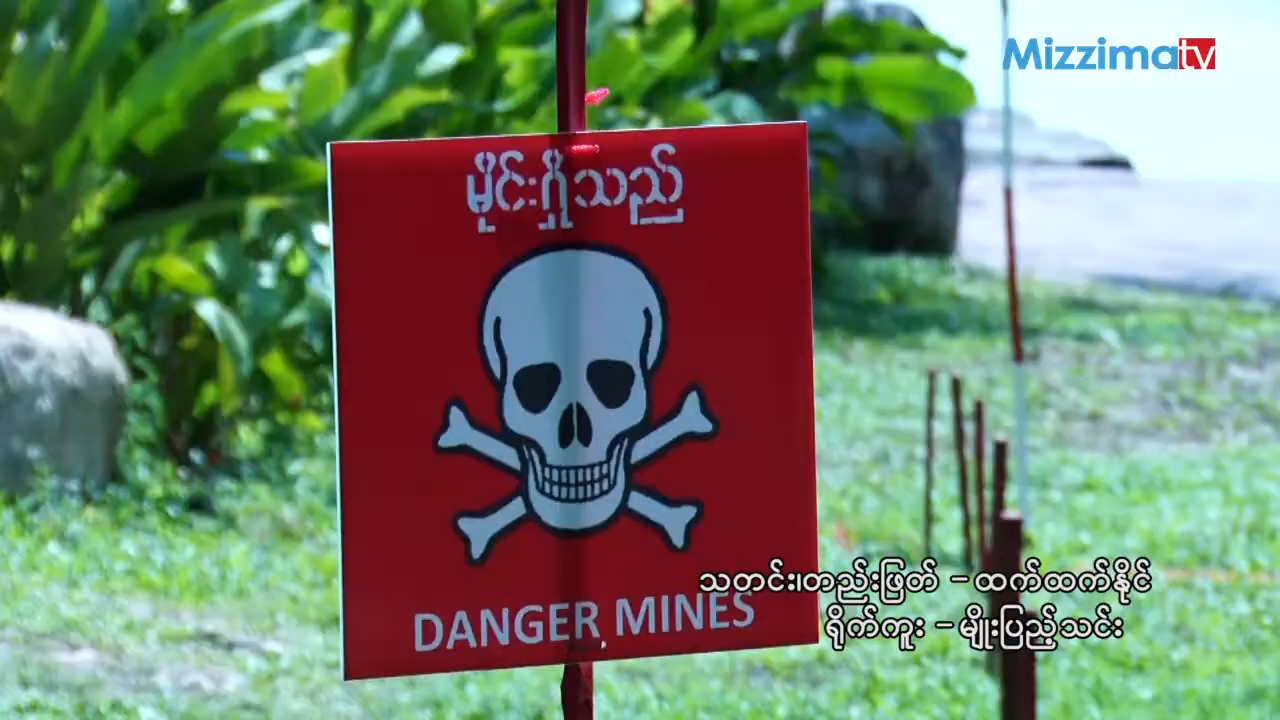 Mizzimatv
မိုင်းရှိသည်
DANGER MINES
သတင်း၊တည်းဖြတ် - ထက်ထက်နိုင်
ရိုက်ကူး - မျိုးပြည့်သင်း